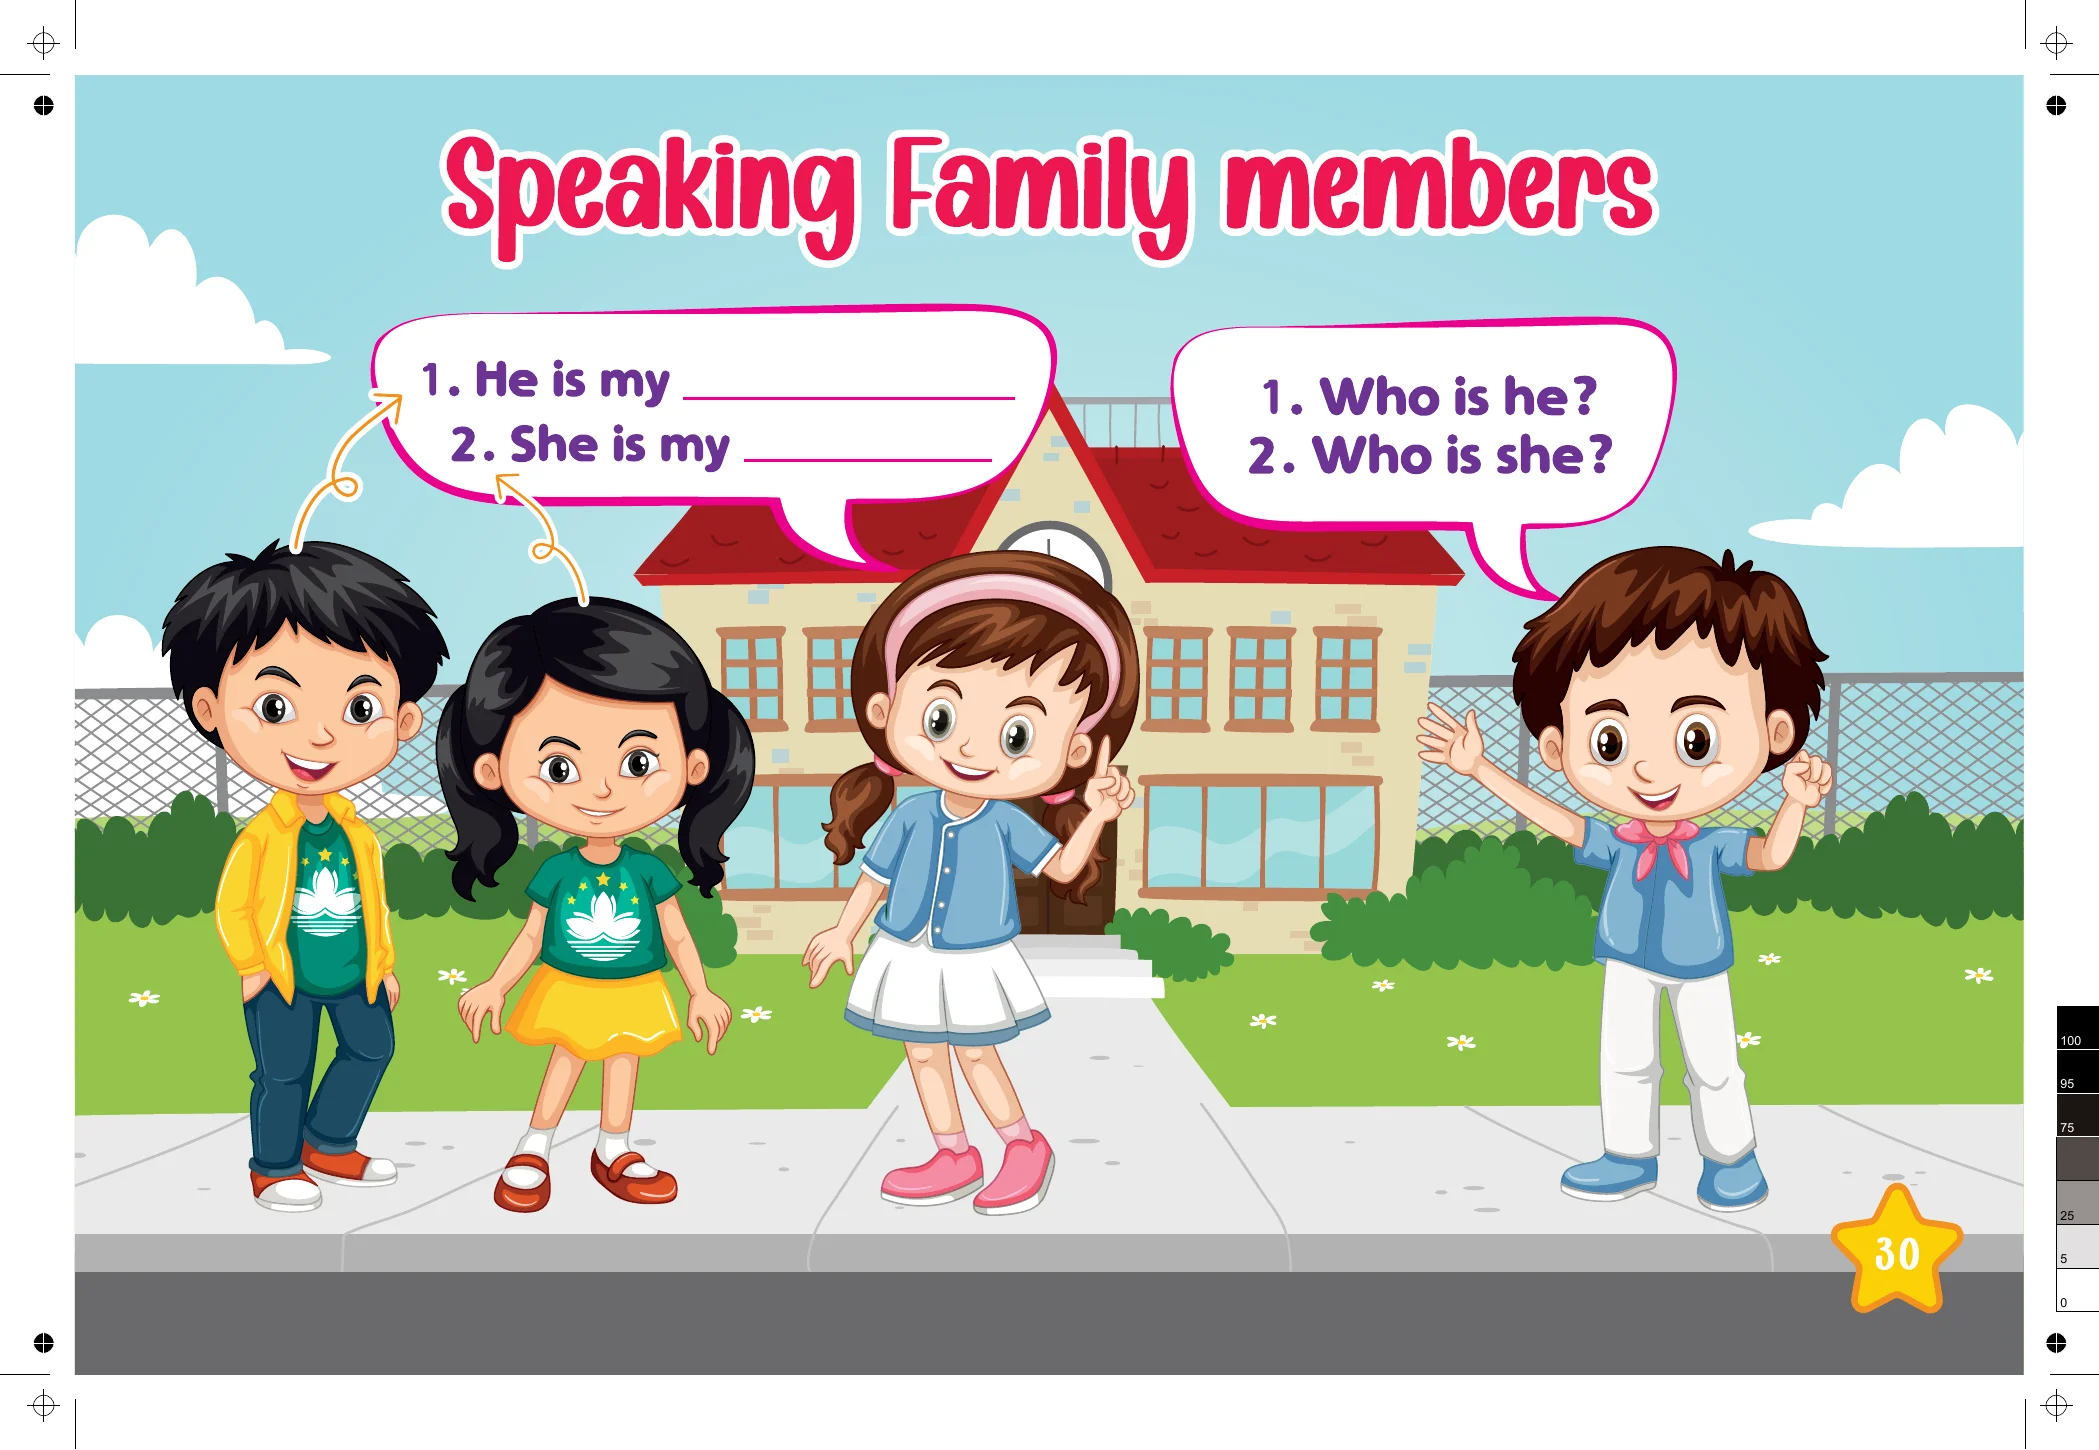 Speaking Family members
1. He is my
2. She is my
1. Who is he?
2. Who is she?
30
100
95
75
25
5
0